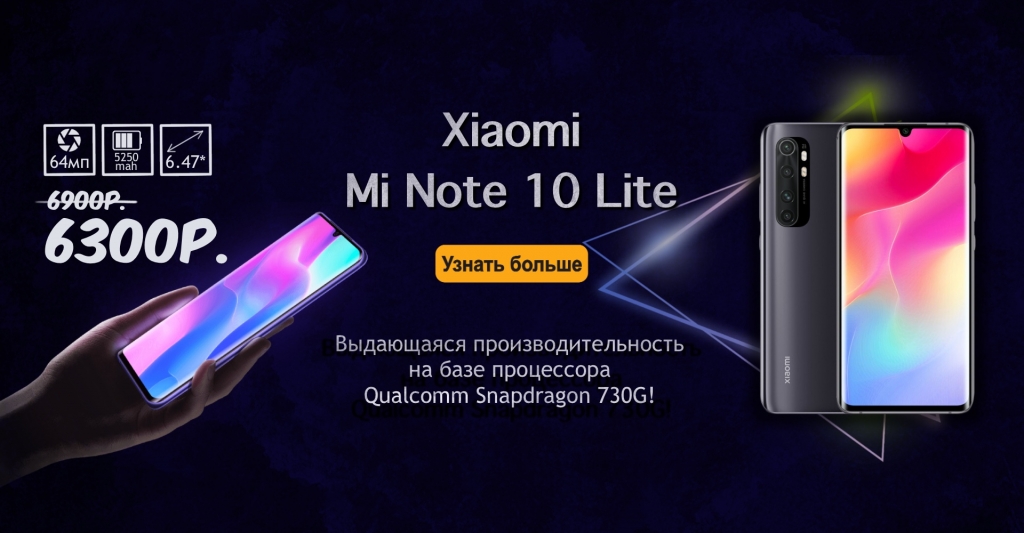 64мп
5250
mah
6.47*
6900Р.
6300Р.
Xiaomi
Mi Note 10 Lite
Узнать больше
Выдающаяся производительность
на базе процессора
Qualcomm Snapdragon 730G!
xiaomi